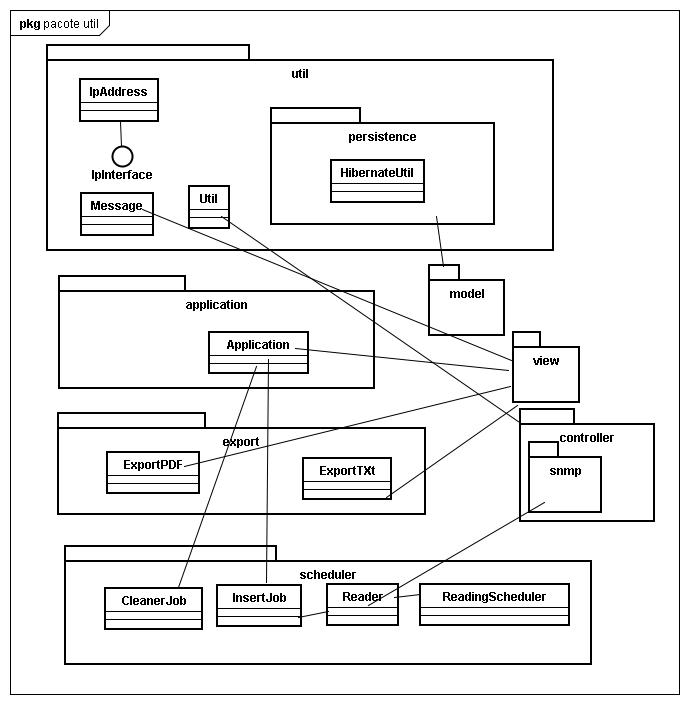 pkg pacote util
util
IpAddress
persistence
HibernateUtil
IpInterface
Message
Util
model
application
Application
view
export
ExportPDF
ExportTXt
controller
snmp
scheduler
CleanerJob
InsertJob
Reader
ReadingScheduler